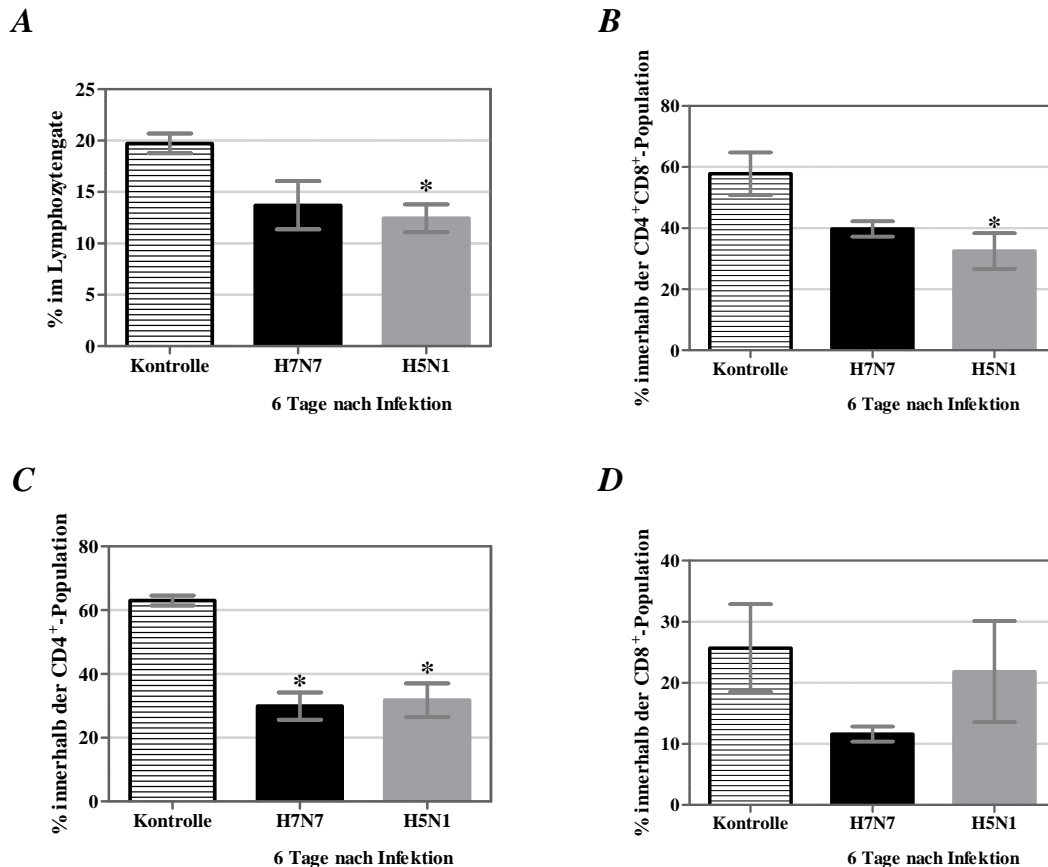 A
% im Lymphozytengate
25
20
15
10
5
0
*
Kontrolle H7N7 H5N1
6 Tage nach Infektion
B
% innerhalb der CD4⁺CD8⁺-Population
80
60
40
20
0
*
Kontrolle H7N7 H5N1
6 Tage nach Infektion
C
% innerhalb der CD4⁺-Population
80
60
40
20
0
* *
Kontrolle H7N7 H5N1
6 Tage nach Infektion
D
% innerhalb der CD8⁺-Population
40
30
20
10
0
Kontrolle H7N7 H5N1
6 Tage nach Infektion